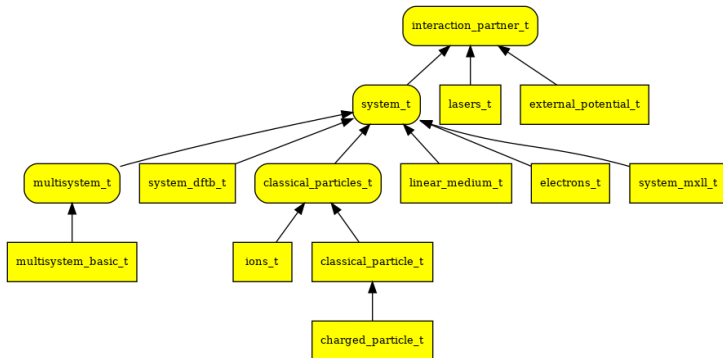 interaction_partner_t
system_t
lasers_t
external_potential_t
multisystem_t
system_dftb_t
classical_particles_t
linear_medium_t
electrons_t
system_mxll_t
multisystem_basic_t
ions_t
classical_particle_t
charged_particle_t